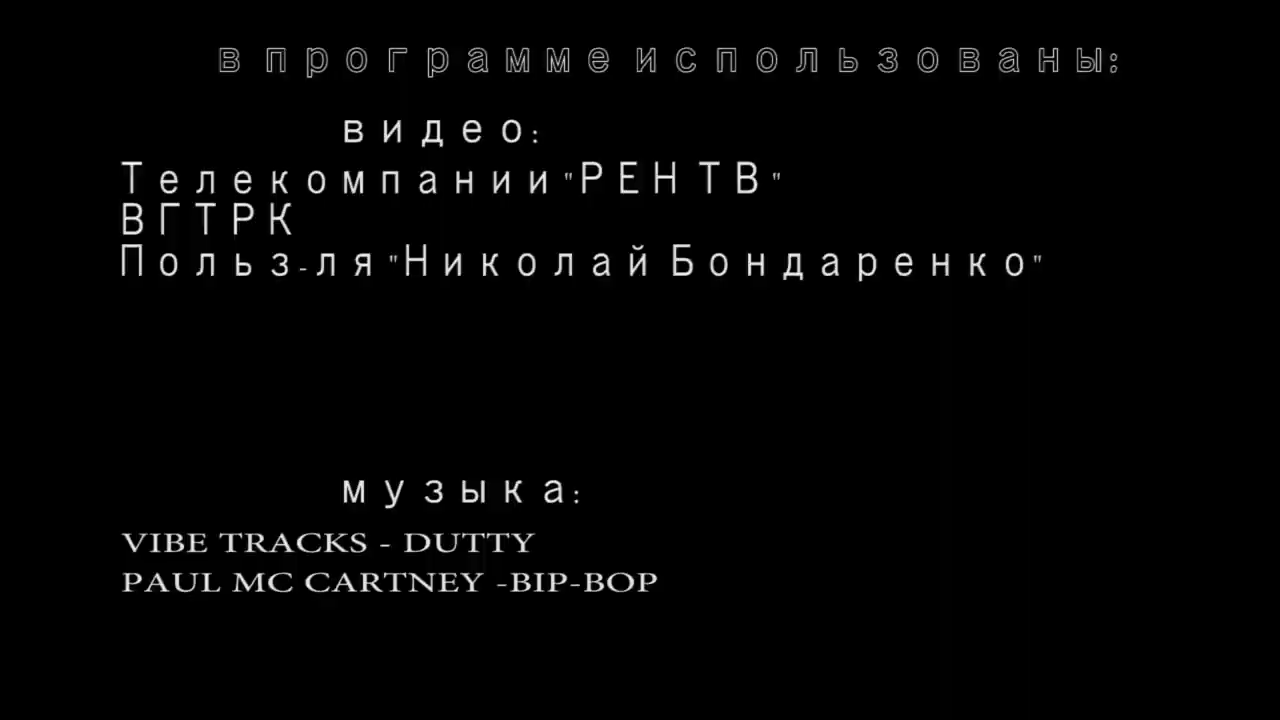 в программе использованы:
видео:
Телекомпании "РЕН ТВ"
ВГТРК
Польз-ля "Николай Бондаренко"
музыка:
VIBE TRACKS - DUTTY
PAUL MC CARTNEY -BIP-BOP